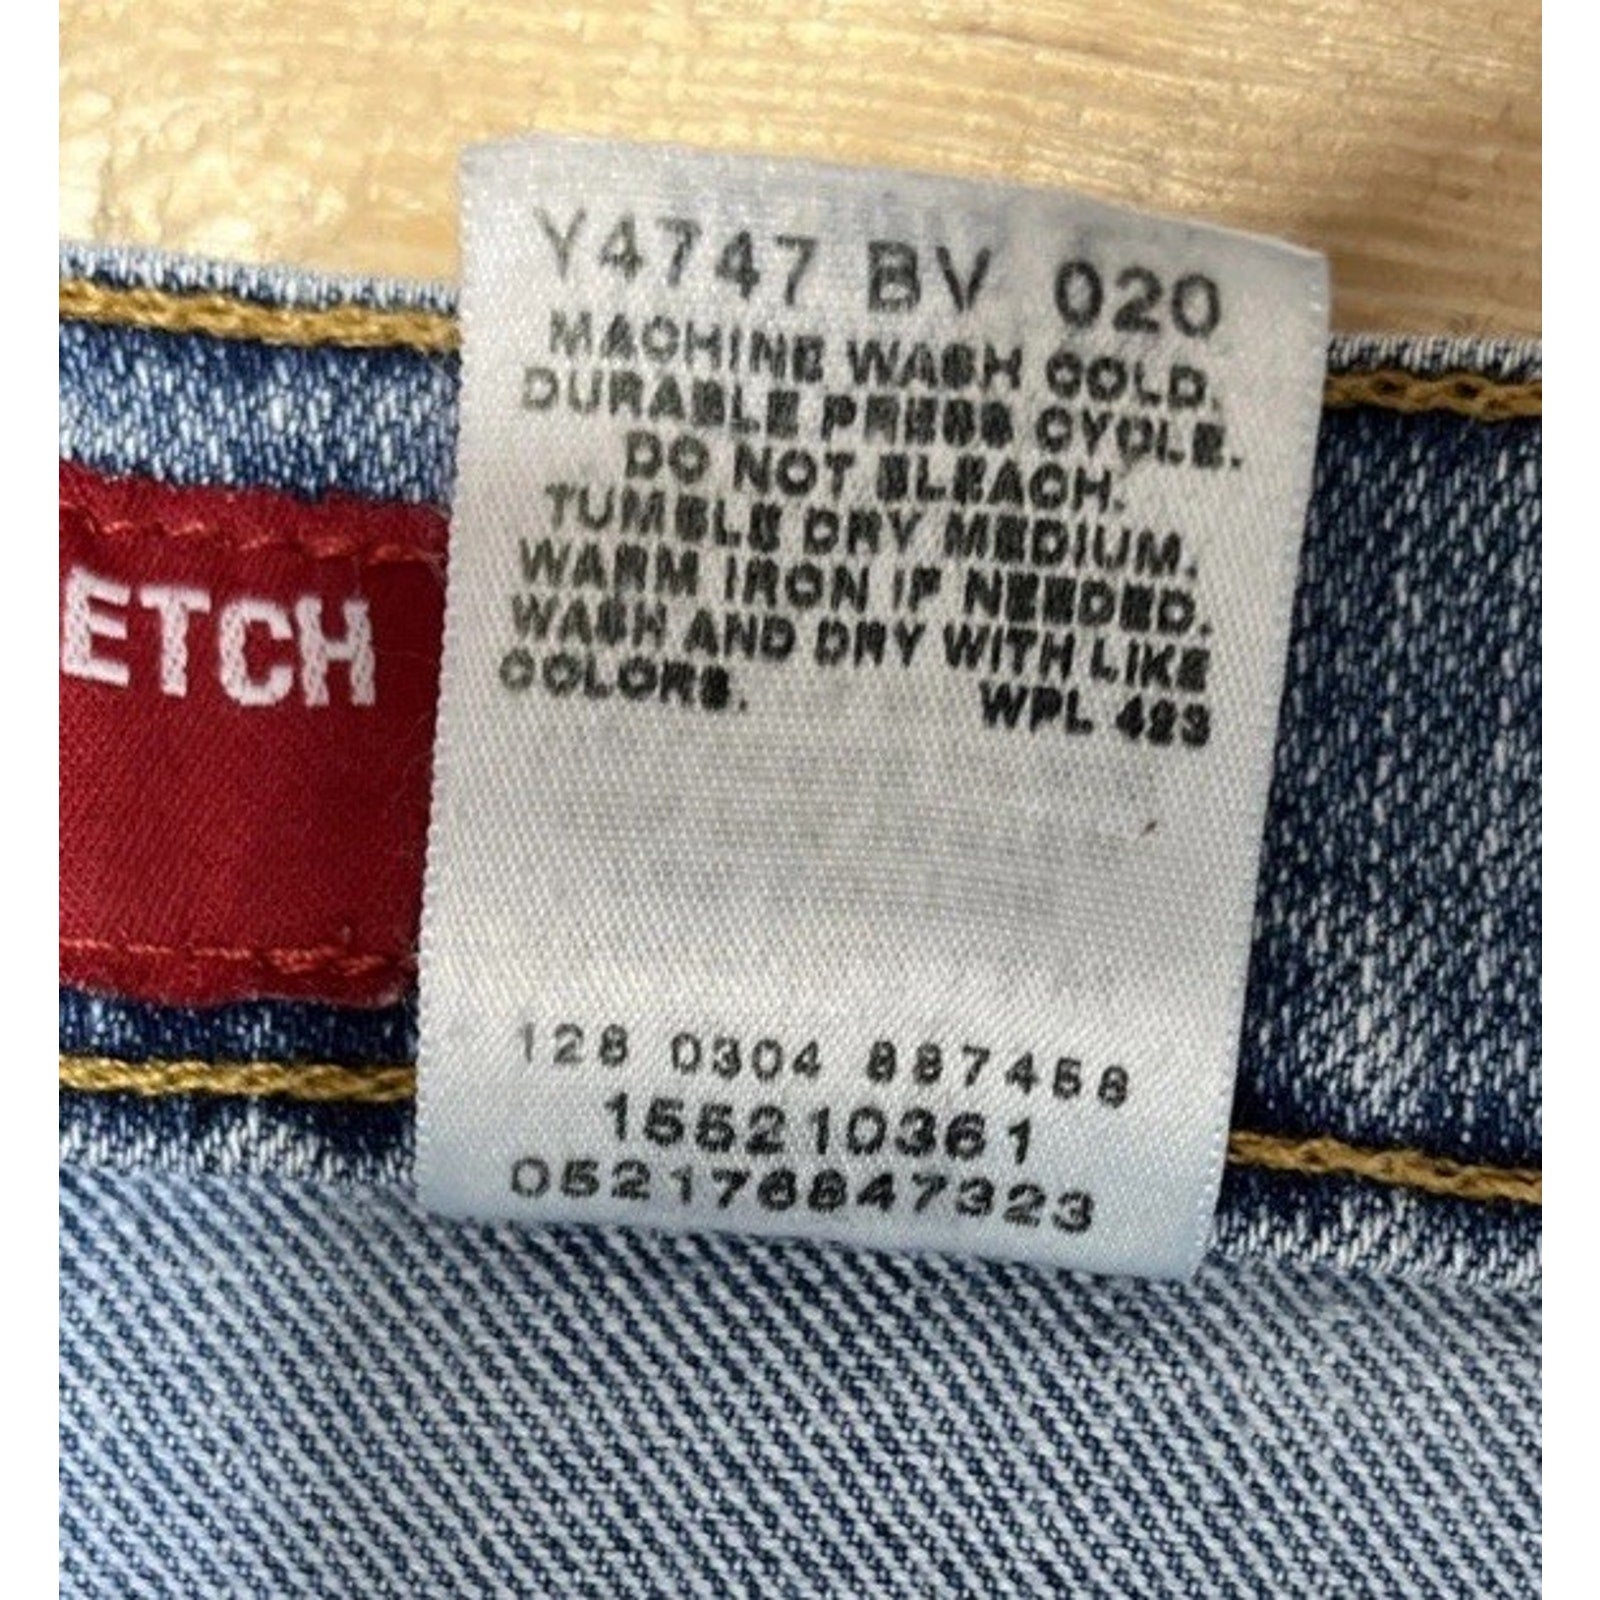 Y4747 BV 020
MACHINE WASH COLD.
DURABLE PRESS CYCLE.
DO NOT BLEACH.
TUMBLE DRY MEDIUM.
WARM IRON IF NEEDED.
WASH AND DRY WITH LIKE
COLORS. WPL 423
ETCH
128 0304 887458
155210361
052176847323